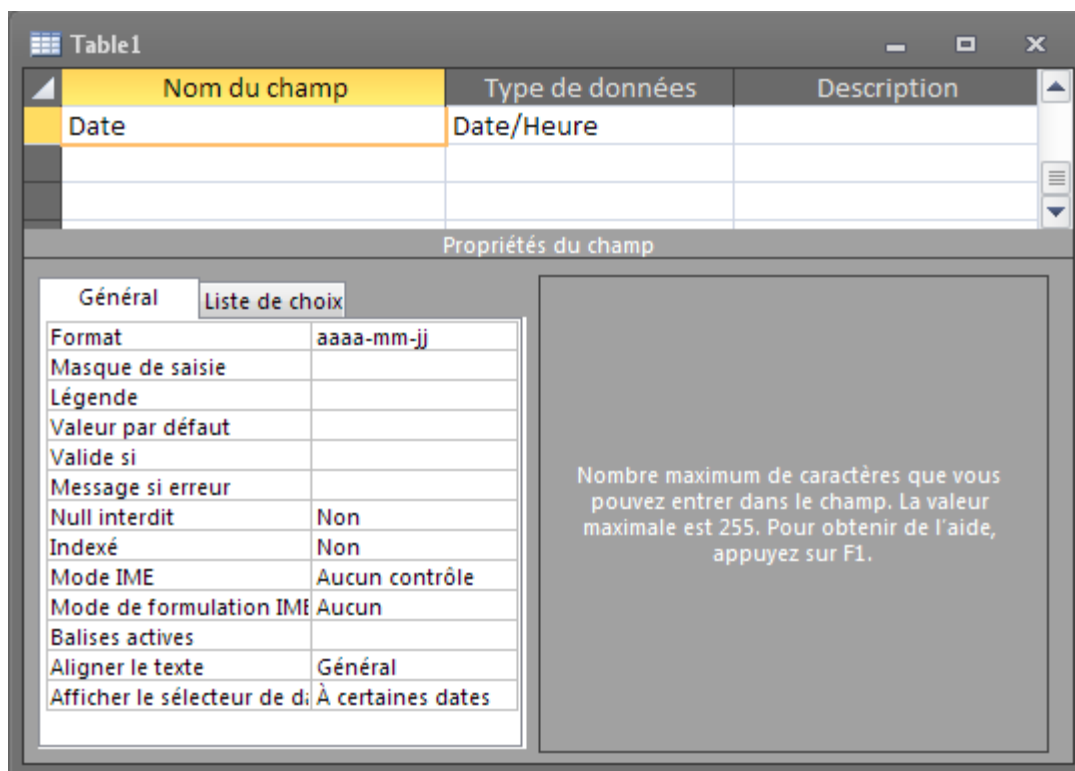 Table1
Nom du champ Type de données Description
Date Date/Heure
Propriétés du champ
Général Liste de choix
Format aaaa-mm-jj
Masque de saisie
Légende
Valeur par défaut
Valide si
Message si erreur
Null interdit Non
Indexé Non
Mode IME Aucun contrôle
Mode de formulation IME Aucun
Balises actives
Aligner le texte Général
Afficher le sélecteur de da À certaines dates
Nombre maximum de caractères que vous
pouvez entrer dans le champ. La valeur
maximale est 255. Pour obtenir de l'aide,
appuyez sur F1.